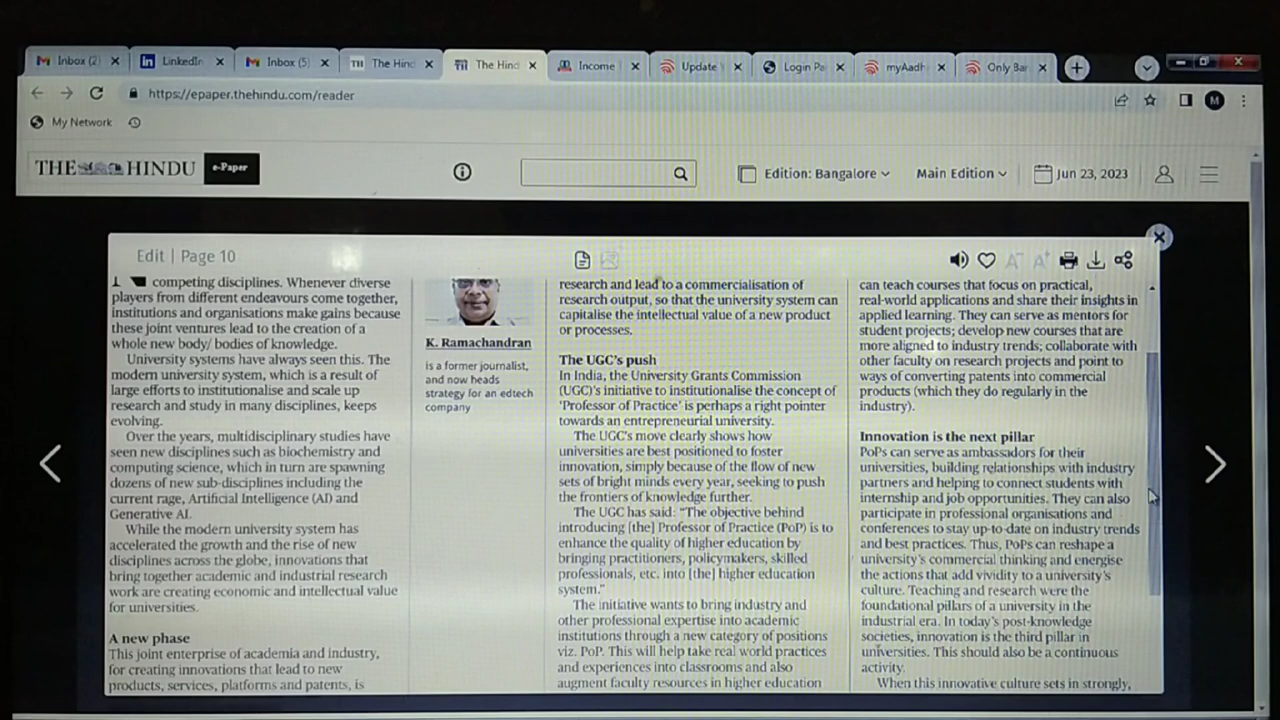 Inbox (2)
LinkedIn
Inbox (5)
The Hind
The Hind
Income
Update
Login Pa
myAadh
Only Bar
https://epaper.thehindu.com/reader
M
My Network
THE HINDU
e-Paper
Edition: Bangalore
Main Edition
Jun 23, 2023
Edit | Page 10
competing disciplines. Whenever diverse
players from different endeavours come together,
institutions and organisations make gains because
these joint ventures lead to the creation of a
whole new body/ bodies of knowledge.
University systems have always seen this. The
modern university system, which is a result of
large efforts to institutionalise and scale up
research and study in many disciplines, keeps
evolving.
Over the years, multidisciplinary studies have
seen new disciplines such as biochemistry and
computing science, which in turn are spawning
dozens of new sub-disciplines including the
current rage, Artificial Intelligence (AI) and
Generative AI.
While the modern university system has
accelerated the growth and the rise of new
disciplines across the globe, innovations that
bring together academic and industrial research
work are creating economic and intellectual value
for universities.
A new phase
This joint enterprise of academia and industry,
for creating innovations that lead to new
products, services, platforms and patents, is
K. Ramachandran
is a former journalist,
and now heads
strategy for an edtech
company
research and lead to a commercialisation of
research output, so that the university system can
capitalise the intellectual value of a new product
or processes.
The UGC's push
In India, the University Grants Commission
(UGC)'s initiative to institutionalise the concept of
'Professor of Practice' is perhaps a right pointer
towards an entrepreneurial university.
The UGC's move clearly shows how
universities are best positioned to foster
innovation, simply because of the flow of new
sets of bright minds every year, seeking to push
the frontiers of knowledge further.
The UGC has said: "The objective behind
introducing [the] Professor of Practice (PoP) is to
enhance the quality of higher education by
bringing practitioners, policymakers, skilled
professionals, etc. into [the] higher education
system."
The initiative wants to bring industry and
other professional expertise into academic
institutions through a new category of positions
viz. PoP. This will help take real world practices
and experiences into classrooms and also
augment faculty resources in higher education
can teach courses that focus on practical,
real-world applications and share their insights in
applied learning. They can serve as mentors for
student projects; develop new courses that are
more aligned to industry trends; collaborate with
other faculty on research projects and point to
ways of converting patents into commercial
products (which they do regularly in the
industry).
Innovation is the next pillar
PoPs can serve as ambassadors for their
universities, building relationships with industry
partners and helping to connect students with
internship and job opportunities. They can also
participate in professional organisations and
conferences to stay up-to-date on industry trends
and best practices. Thus, PoPs can reshape a
university's commercial thinking and energise
the actions that add vividity to a university's
culture. Teaching and research were the
foundational pillars of a university in the
industrial era. In today's post-knowledge
societies, innovation is the third pillar in
universities. This should also be a continuous
activity.
When this innovative culture sets in strongly,